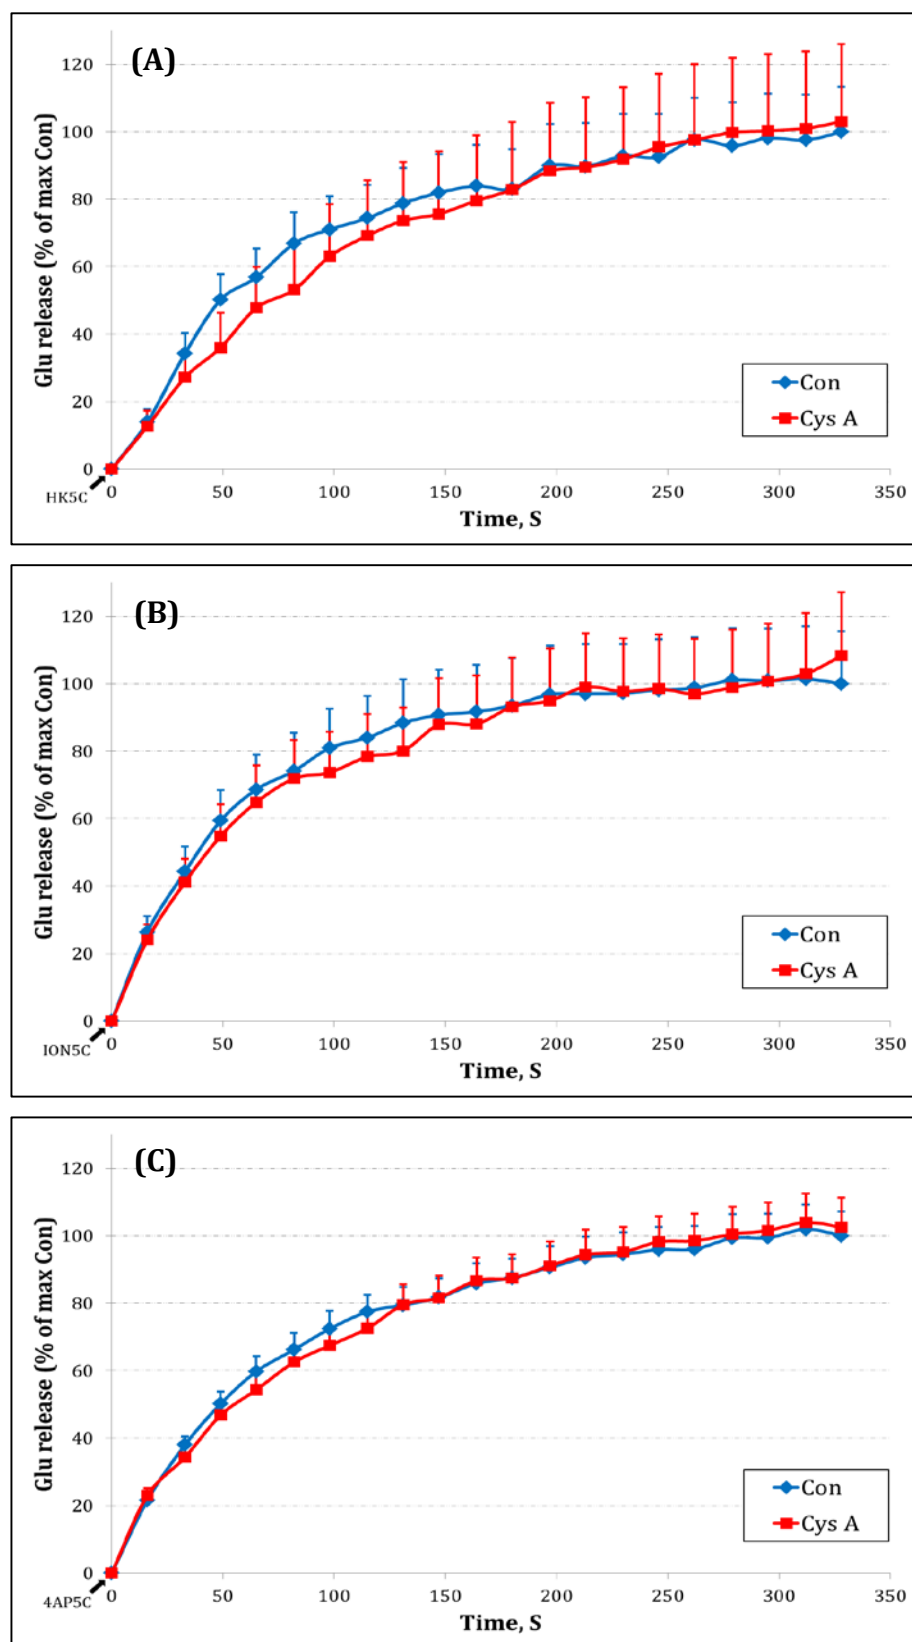 (A)
Glu release (% of max Con)
120
100
80
60
40
20
0
Con
Cys A
HK5C
0 50 100 150 200 250 300 350
Time, S
(B)
Glu release (% of max Con)
120
100
80
60
40
20
0
Con
Cys A
ION5C
0 50 100 150 200 250 300 350
Time, S
(C)
Glu release (% of max Con)
120
100
80
60
40
20
0
Con
Cys A
4AP5C
0 50 100 150 200 250 300 350
Time, S